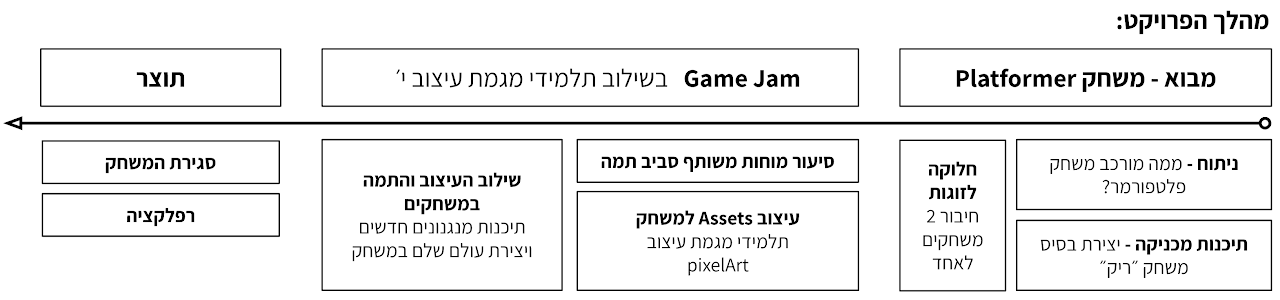 מהלך הפרויקט:
מבוא - משחק Platformer
Game Jam בשילוב תלמידי מגמת עיצוב י׳
תוצר
ניתוח - ממה מורכב משחק
פלטפורמר?
תיכנות מכניקה - יצירת בסיס
משחק ״ריק״
חלוקה
לזוגות
חיבור 2
משחקים
לאחד
סיעור מוחות משותף סביב תמה
עיצוב Assets למשחק
תלמידי מגמת עיצוב
pixelArt
שילוב העיצוב והתמה
במשחקים
תיכנות מנגנונים חדשים
ויצירת עולם שלם במשחק
סגירת המשחק
רפלקציה